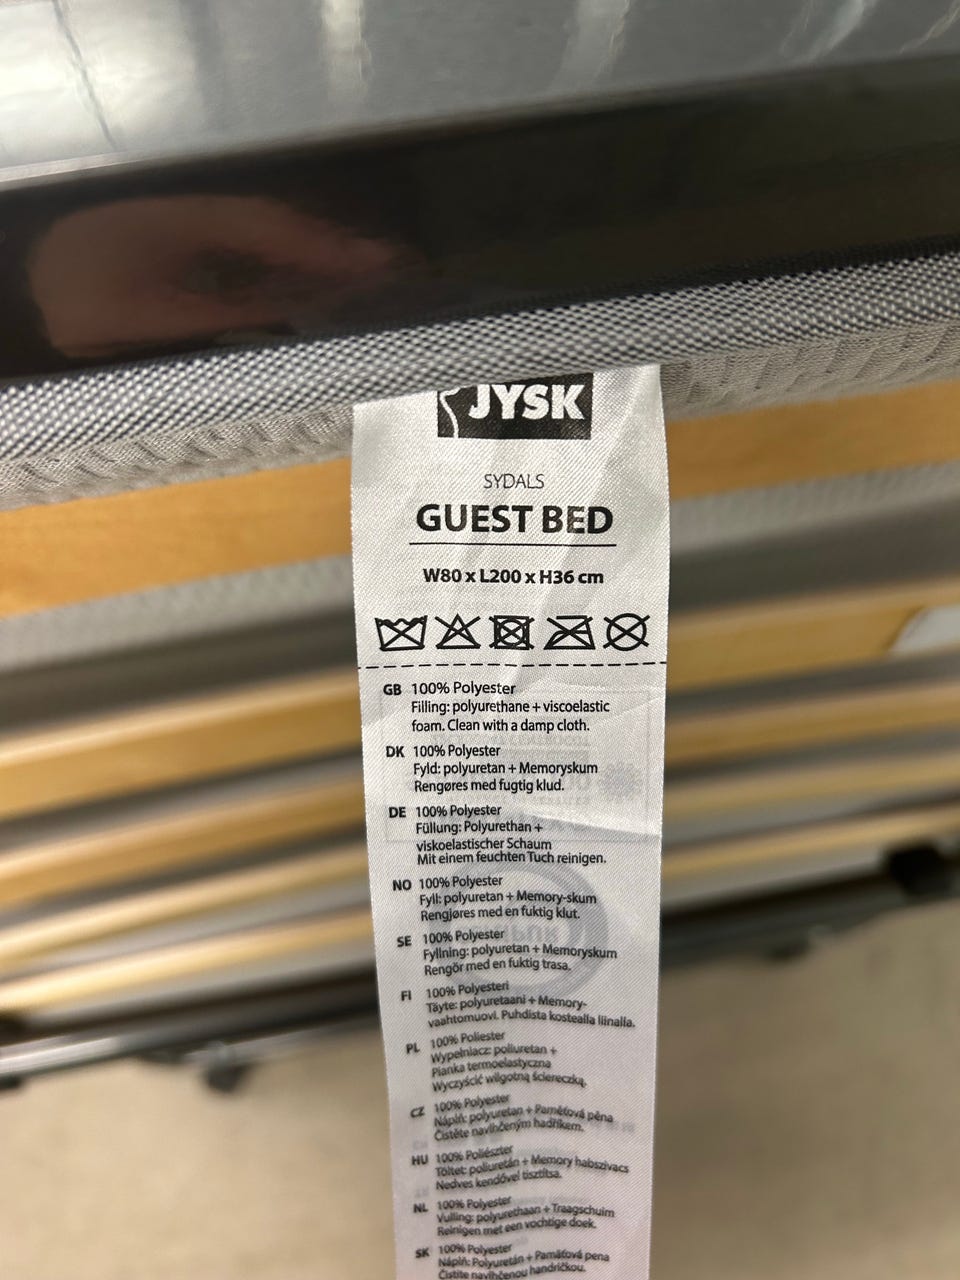 JYSK
SYDALS
GUEST BED
W80 x L200 x H36 cm
GB 100% Polyester
Filling: polyurethane + viscoelastic
foam. Clean with a damp cloth.
DK 100% Polyester
Fyld: polyuretan + Memoryskum
Rengøres med fugtig klud.
DE 100% Polyester
Füllung: Polyurethan +
viskoelastischer Schaum
Mit einem feuchten Tuch reinigen.
NO 100% Polyester
Fyll: polyuretan + Memory-skum
Rengjøres med en fuktig klut.
SE 100% Polyester
Fyllning: polyuretan + Memoryskum
Rengör med en fuktig trasa.
FI 100% Polyesteri
Täyte: polyuretaani + Memory-
vaahtomuovi. Puhdista kostealla liinalla.
PL 100% Poliester
Wypełniacz: poliuretan +
Pianka termoelastyczna
Wyczyścić wilgotną ściereczką.
CZ 100% Polyester
Náplň: polyuretan + Paměťová pěna
Čistěte navlhčeným hadříkem.
HU 100% Poliészter
Töltet: poliuretán + Memory habszivacs
Nedves kendővel tisztítsa.
NL 100% Polyester
Vulling: polyurethaan + Traagschuim
Reinigen met een vochtige doek.
SK 100% Polyester
Náplň: Polyuretán + Pamäťová pena
Čistite navlhčenou handričkou.